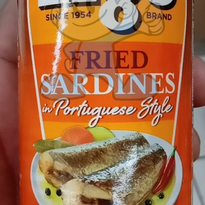 SINCE 1954
BRAND
FRIED
SARDINES
in Portuguese Style